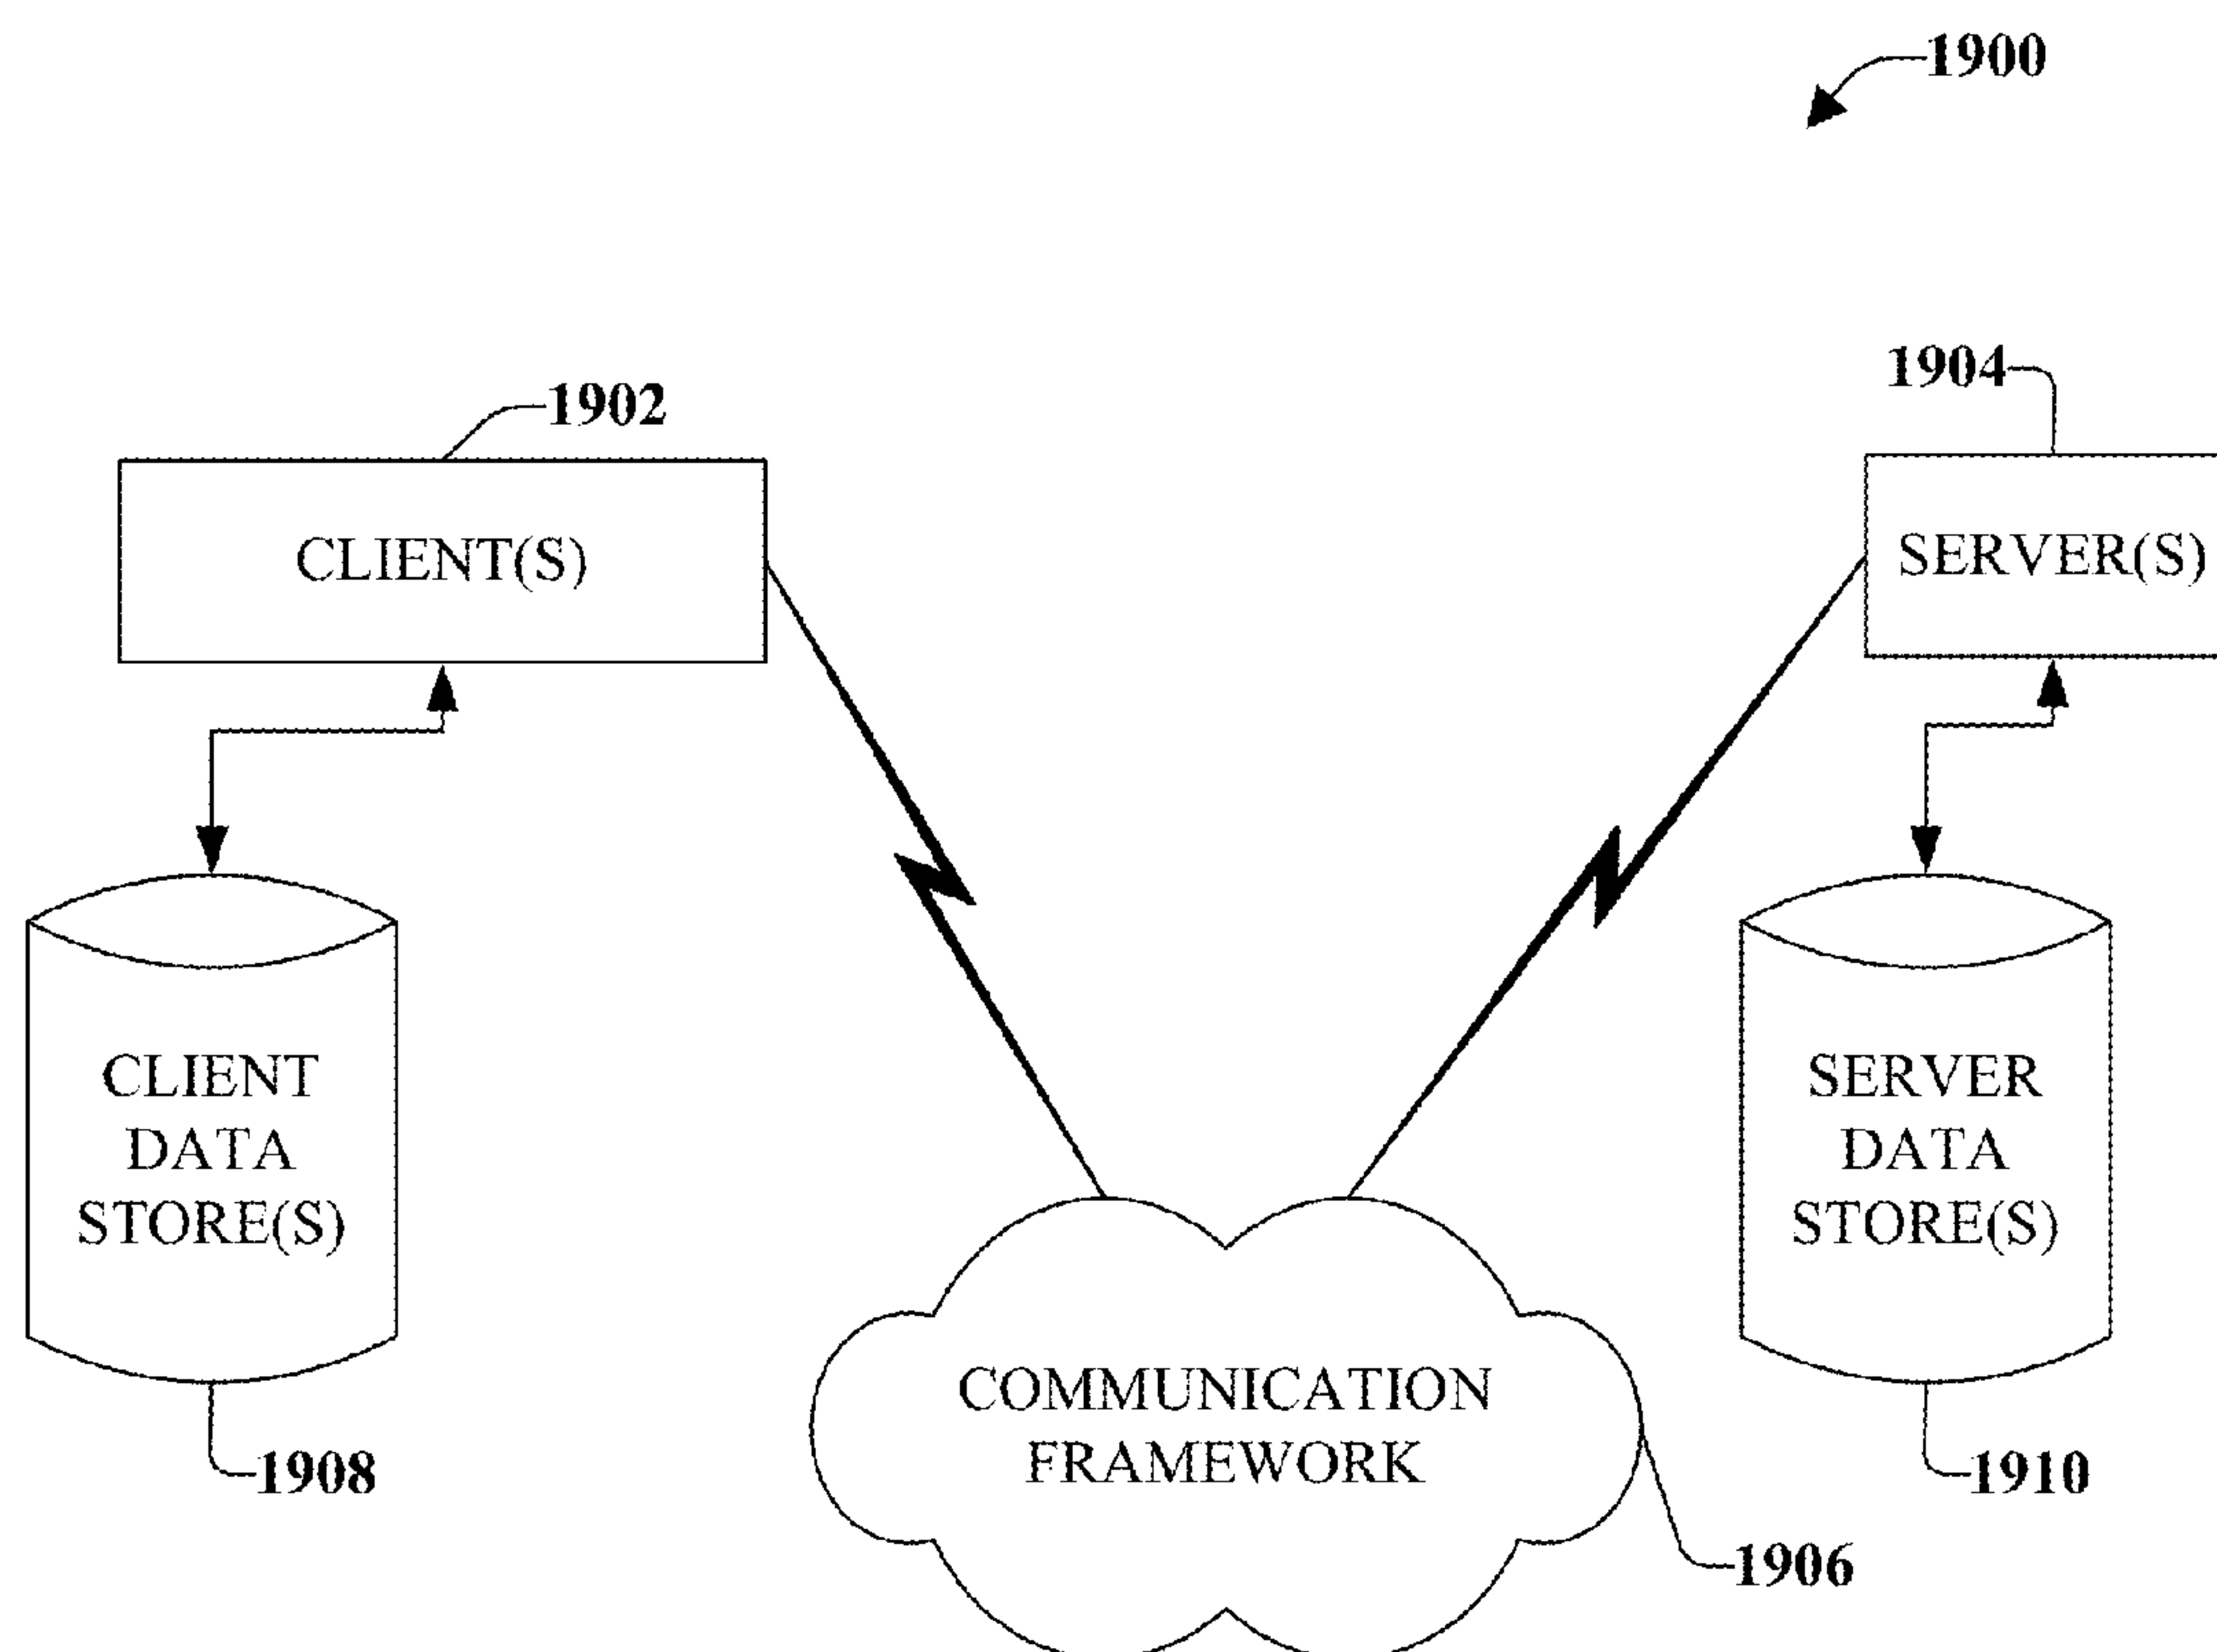 1900
1902
1904
CLIENT(S)
SERVER(S)
CLIENT
DATA
STORE(S)
SERVER
DATA
STORE(S)
COMMUNICATION
FRAMEWORK
1908
1910
1906